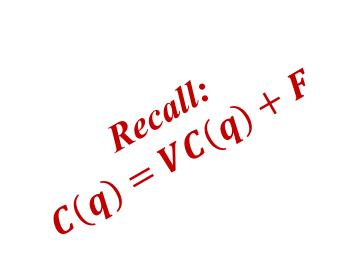 Recall:
C(q) = VC(q) + F